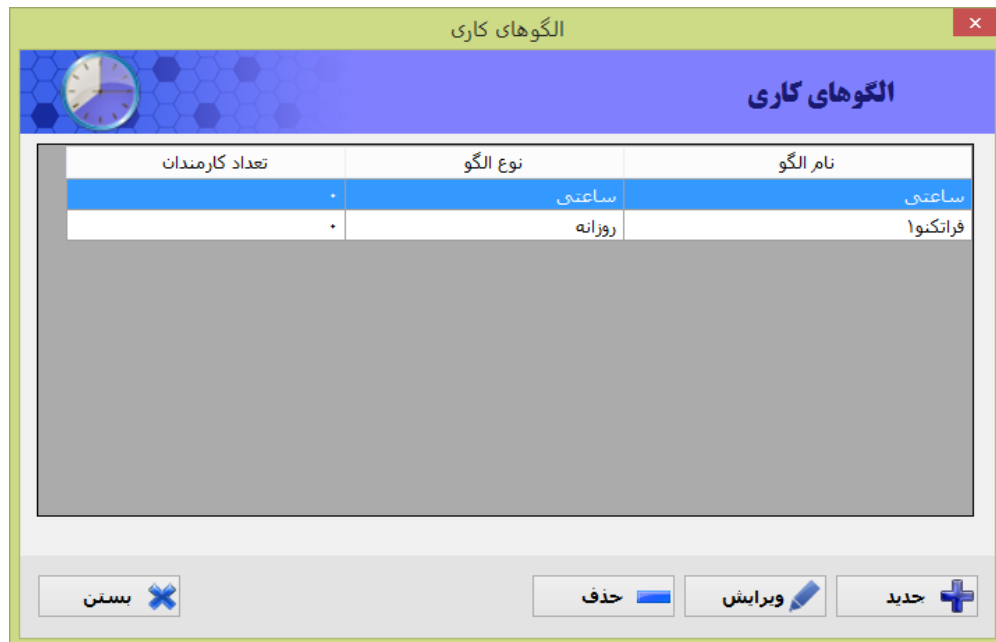 الگوهای کاری
الگوهای کاری
نام الگو نوع الگو تعداد کارمندان
ساعتی ساعتی ۰
فراتکنو۱ روزانه ۰
جدید ویرایش حذف بستن